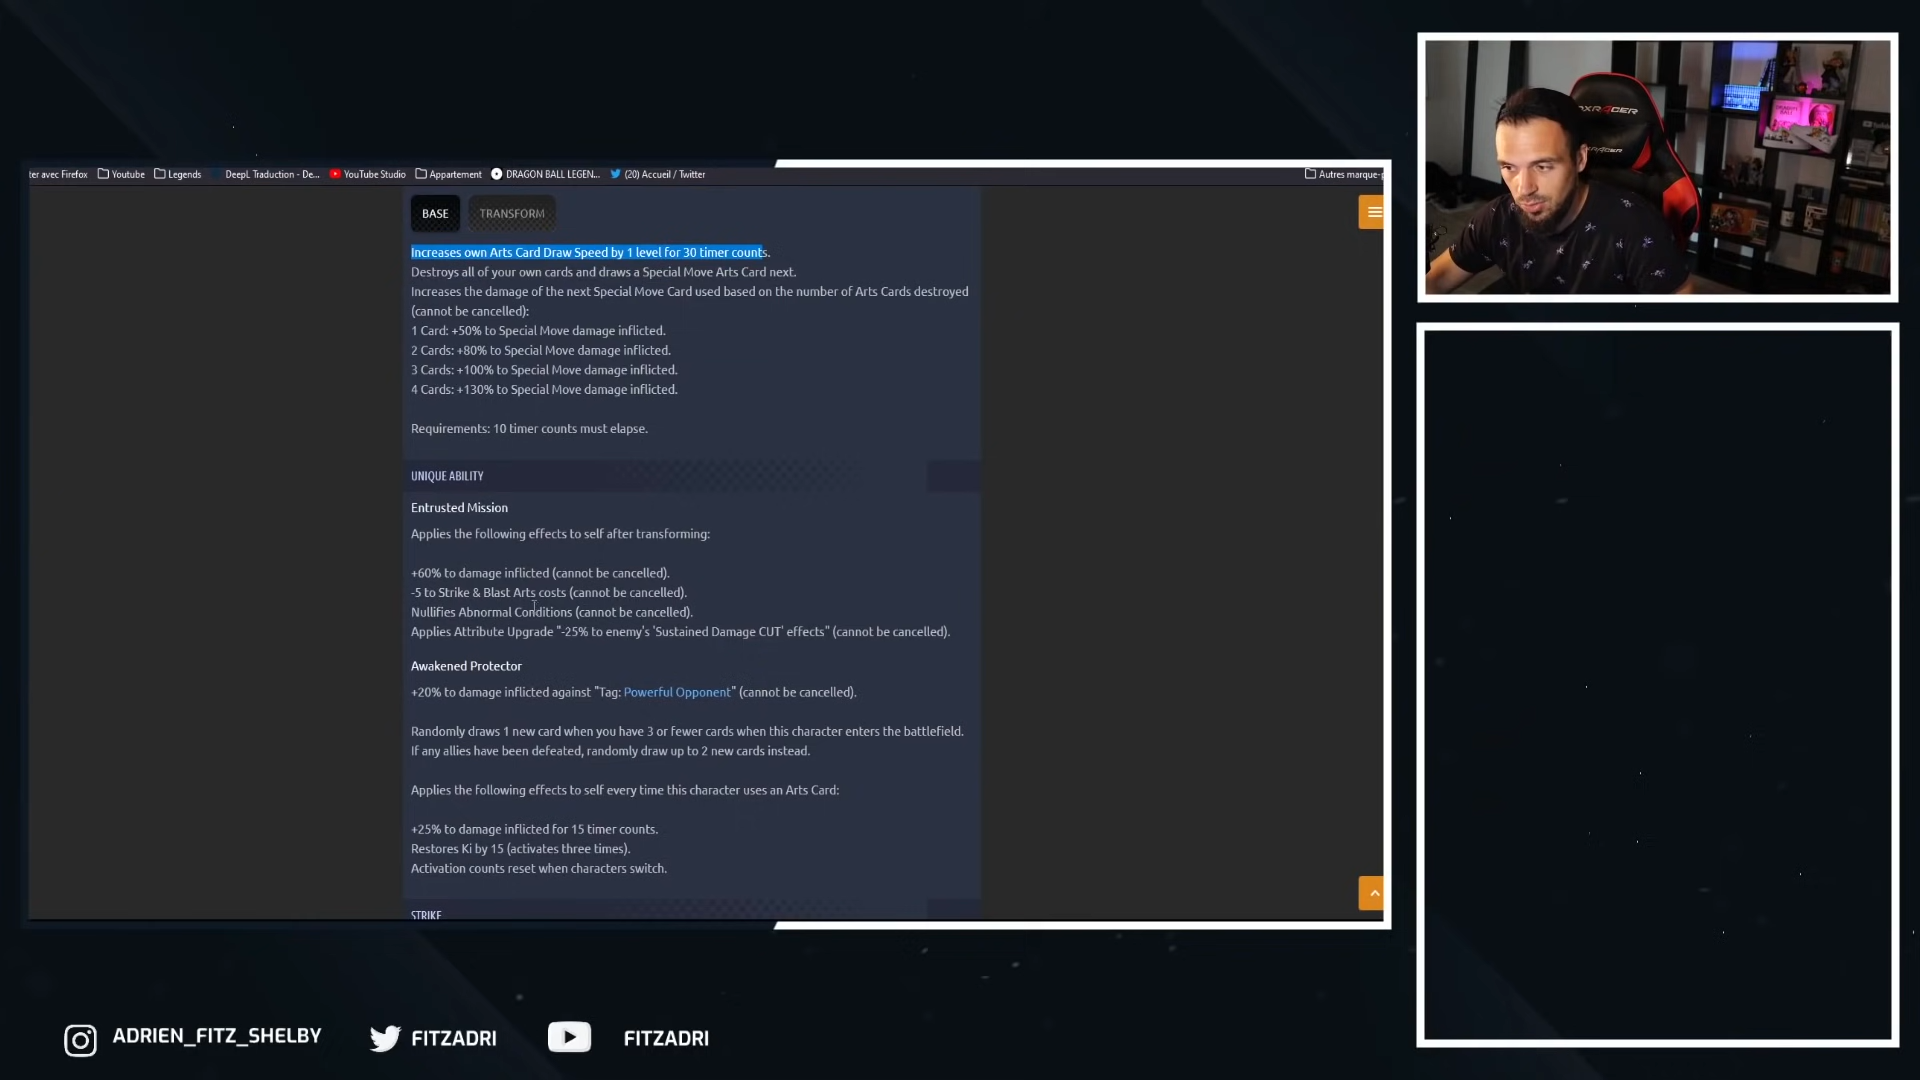 ter avec Firefox Youtube Legends DeepL Traduction - De... YouTube Studio Appartement DRAGON BALL LEGEN... (20) Accueil / Twitter Autres marque-p
BASE TRANSFORM
Increases own Arts Card Draw Speed by 1 level for 30 timer counts.
Destroys all of your own cards and draws a Special Move Arts Card next.
Increases the damage of the next Special Move Card used based on the number of Arts Cards destroyed
(cannot be cancelled):
1 Card: +50% to Special Move damage inflicted.
2 Cards: +80% to Special Move damage inflicted.
3 Cards: +100% to Special Move damage inflicted.
4 Cards: +130% to Special Move damage inflicted.
Requirements: 10 timer counts must elapse.
UNIQUE ABILITY
Entrusted Mission
Applies the following effects to self after transforming:
+60% to damage inflicted (cannot be cancelled).
-5 to Strike & Blast Arts costs (cannot be cancelled).
Nullifies Abnormal Conditions (cannot be cancelled).
Applies Attribute Upgrade "-25% to enemy's 'Sustained Damage CUT' effects" (cannot be cancelled).
Awakened Protector
+20% to damage inflicted against "Tag: Powerful Opponent" (cannot be cancelled).
Randomly draws 1 new card when you have 3 or fewer cards when this character enters the battlefield.
If any allies have been defeated, randomly draw up to 2 new cards instead.
Applies the following effects to self every time this character uses an Arts Card:
+25% to damage inflicted for 15 timer counts.
Restores Ki by 15 (activates three times).
Activation counts reset when characters switch.
STRIKE
ADRIEN_FITZ_SHELBY FITZADRI FITZADRI